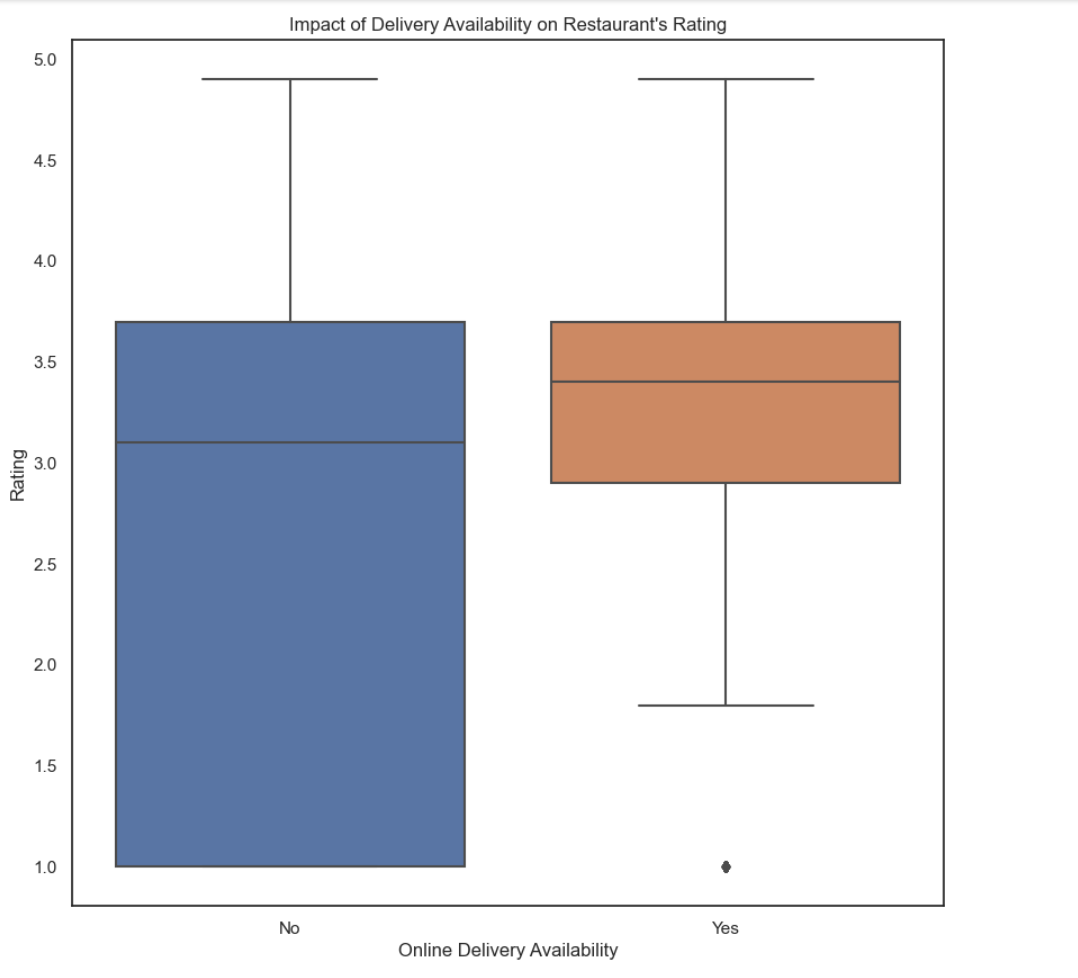 Impact of Delivery Availability on Restaurant's Rating
5.0
4.5
4.0
3.5
3.0
2.5
2.0
1.5
1.0
Rating
No
Yes
Online Delivery Availability